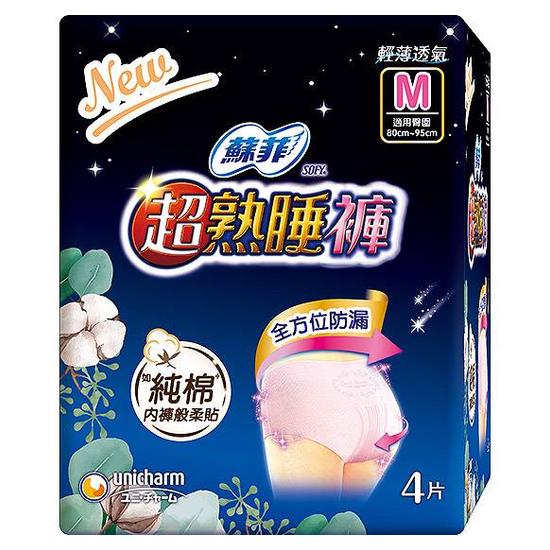 New
輕薄透氣
M
適用臀圍
80cm~95cm
蘇菲
SOFY®
超熟睡褲
全方位防漏
如純棉*
內褲般柔貼
unicharm
ユニ・チャーム
4片